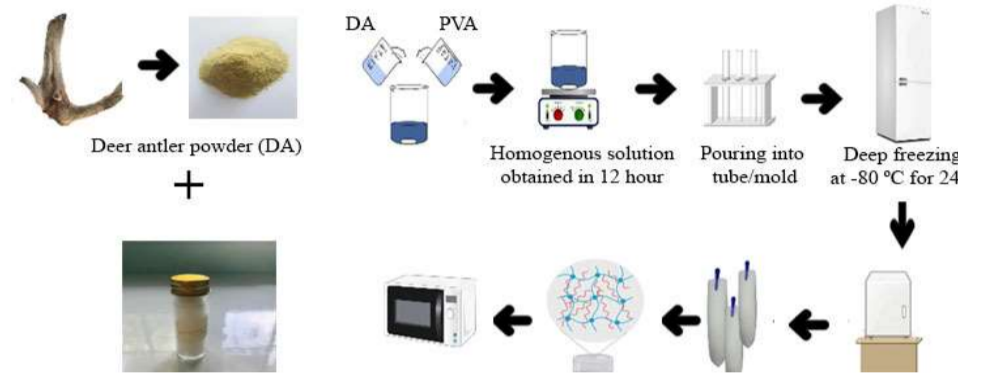 DA PVA
Deer antler powder (DA)
+
Homogenous solution
obtained in 12 hour
Pouring into
tube/mold
Deep freezing
at -80 ºC for 24